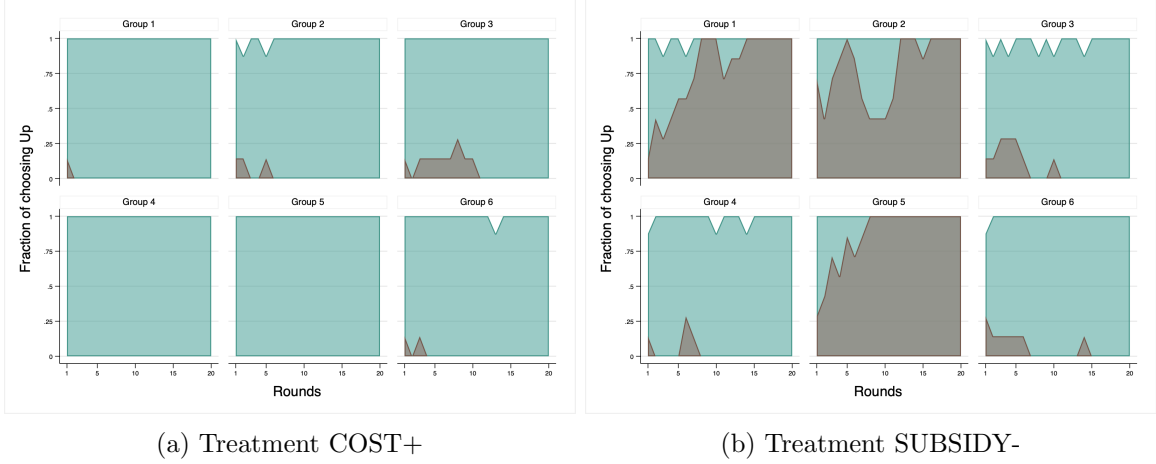 Group 1
Group 2
Group 3
1
.75
.5
.25
0
Group 4
Group 5
Group 6
1
.75
.5
.25
0
1 5 10 15 20
1 5 10 15 20
1 5 10 15 20
Fraction of choosing Up
Rounds
(a) Treatment COST+
Group 1
Group 2
Group 3
1
.75
.5
.25
0
Group 4
Group 5
Group 6
1
.75
.5
.25
0
1 5 10 15 20
1 5 10 15 20
1 5 10 15 20
Fraction of choosing Up
Rounds
(b) Treatment SUBSIDY-